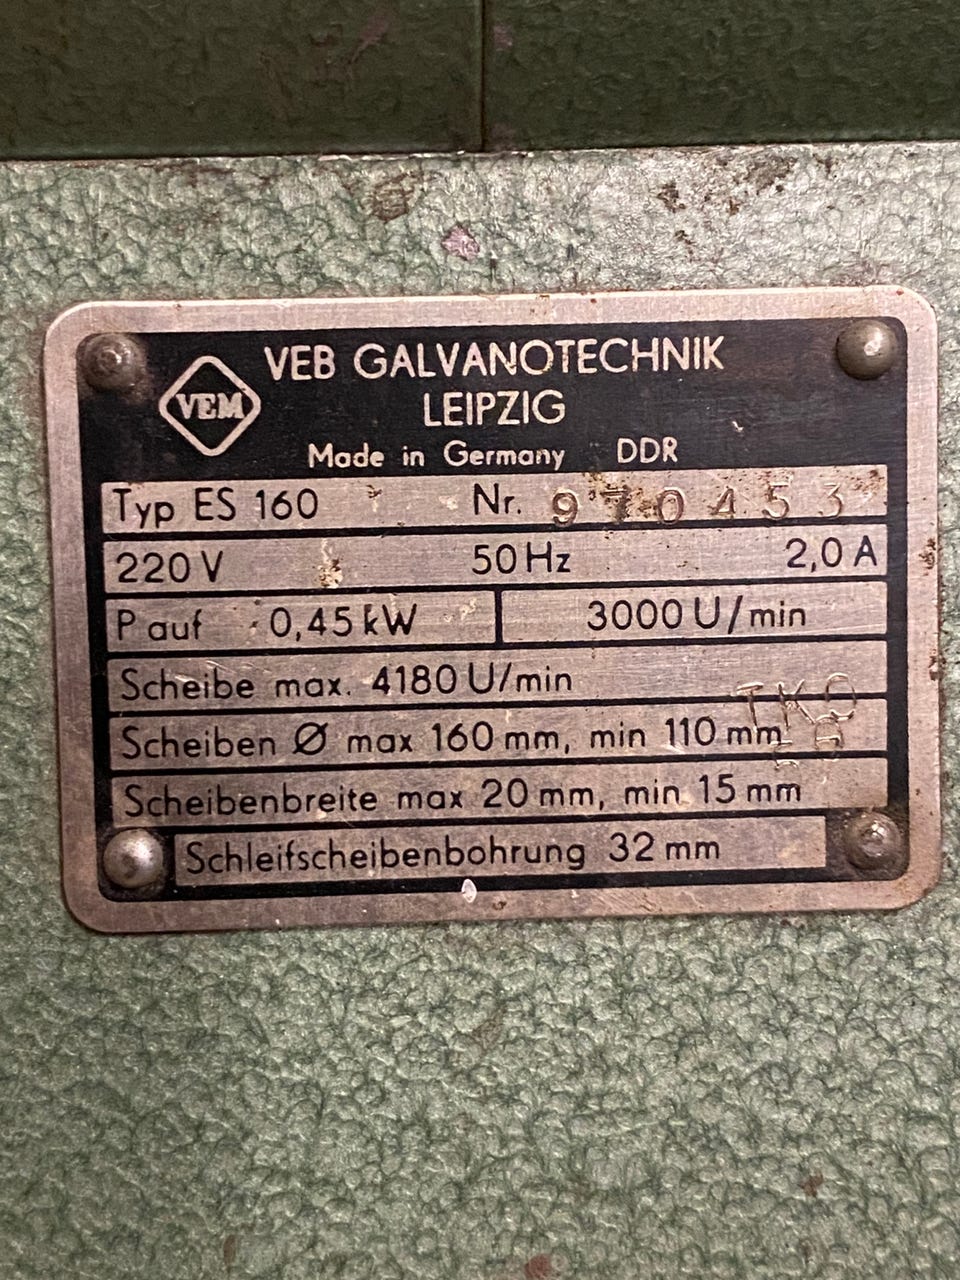 VEM
VEB GALVANOTECHNIK
LEIPZIG
Made in Germany DDR
Typ ES 160 Nr. 970453
220 V 50 Hz 2,0 A
P auf 0,45 kW 3000 U/min
Scheibe max. 4180 U/min
TKO
Scheiben Ø max 160 mm, min 110 mm
Scheibenbreite max 20 mm, min 15 mm
Schleifscheibenbohrung 32 mm